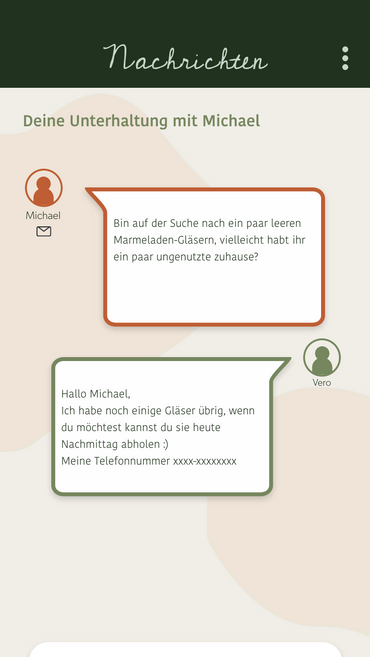 Nachrichten
Deine Unterhaltung mit Michael
Michael
Bin auf der Suche nach ein paar leeren
Marmeladen-Gläsern, vielleicht habt ihr
ein paar ungenutzte zuhause?
Vero
Hallo Michael,
Ich habe noch einige Gläser übrig, wenn
du möchtest kannst du sie heute
Nachmittag abholen :)
Meine Telefonnummer xxxx-xxxxxxxx